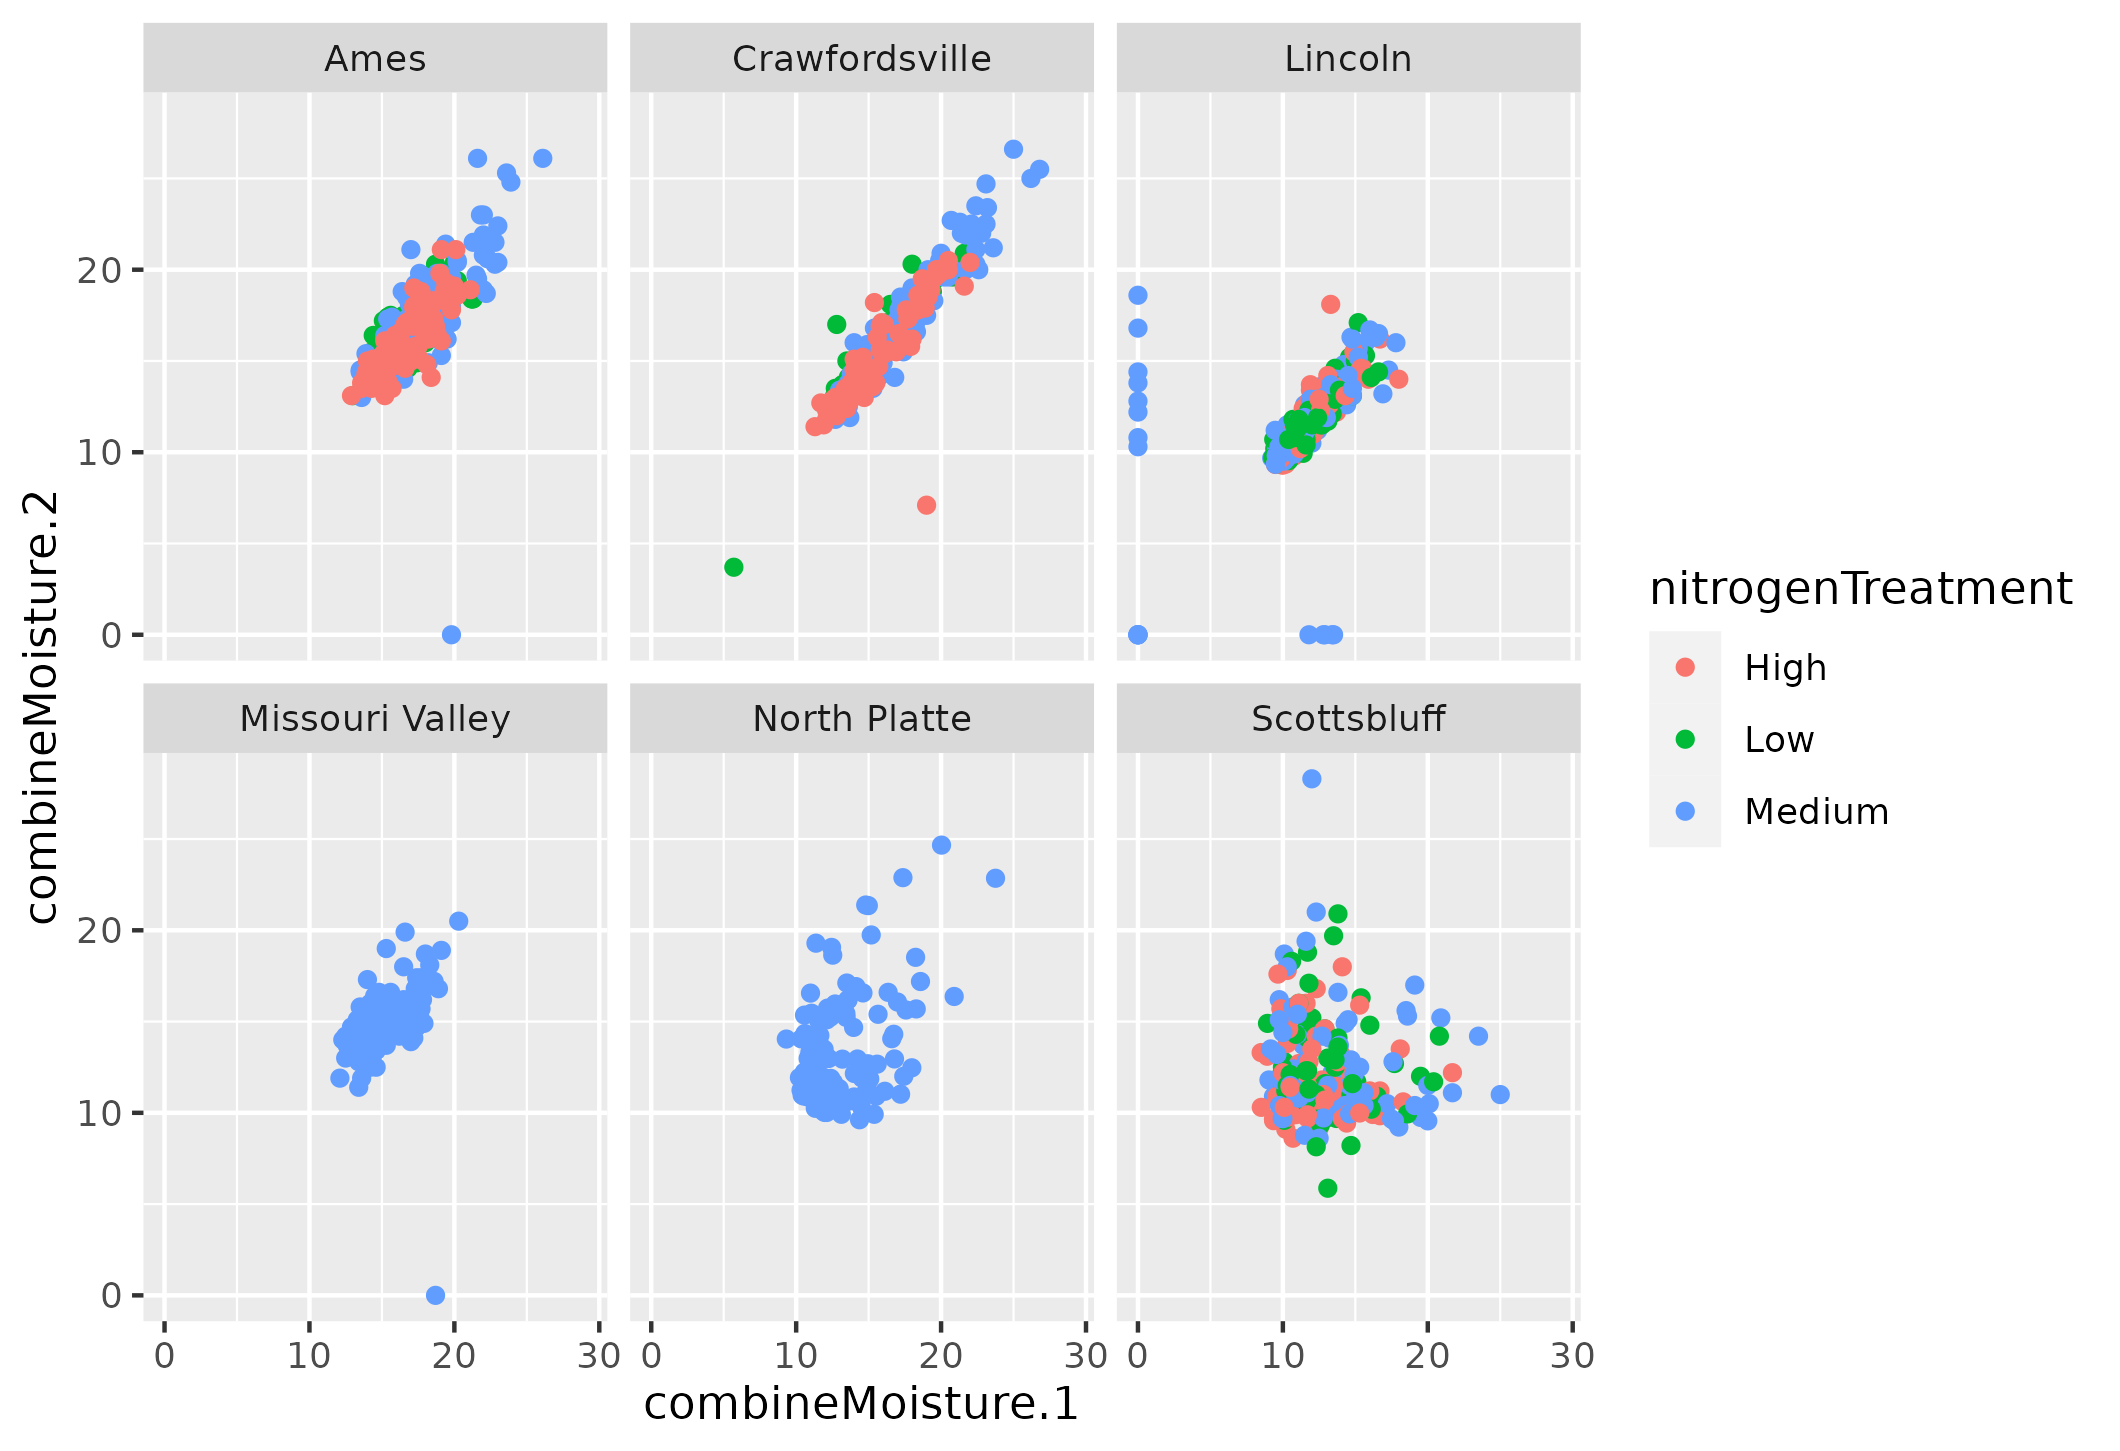 Ames
Crawfordsville
Lincoln
20
10
0
Missouri Valley
North Platte
Scottsbluff
20
10
0
0 10 20 30 0 10 20 30 0 10 20 30
combineMoisture.1
combineMoisture.2
nitrogenTreatment
High
Low
Medium